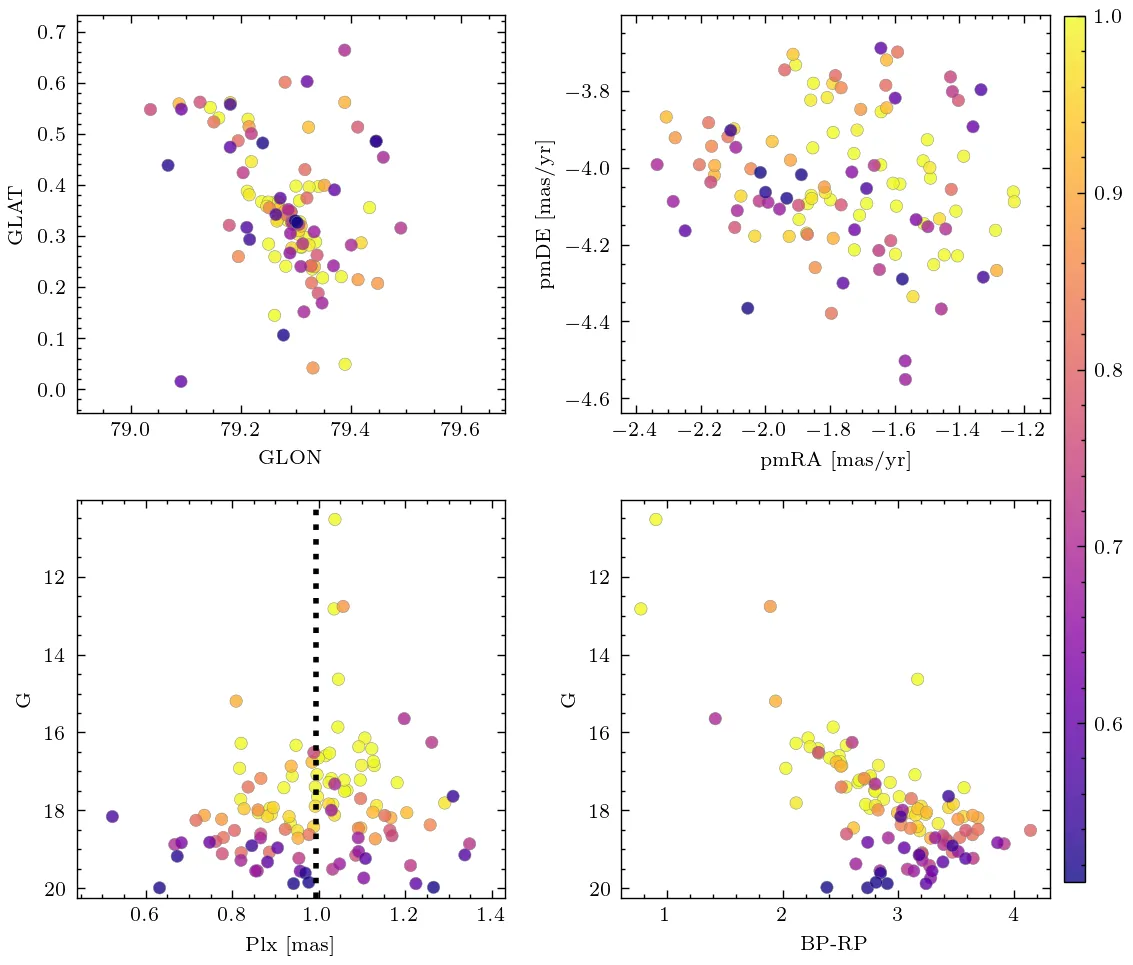 0.7
0.6
0.5
0.4
0.3
0.2
0.1
0.0
GLAT
79.0 79.2 79.4 79.6
GLON
−3.8
−4.0
−4.2
−4.4
−4.6
pmDE [mas/yr]
−2.4 −2.2 −2.0 −1.8 −1.6 −1.4 −1.2
pmRA [mas/yr]
12
14
16
18
20
G
0.6 0.8 1.0 1.2 1.4
Plx [mas]
12
14
16
18
20
G
1 2 3 4
BP-RP
1.0
0.9
0.8
0.7
0.6